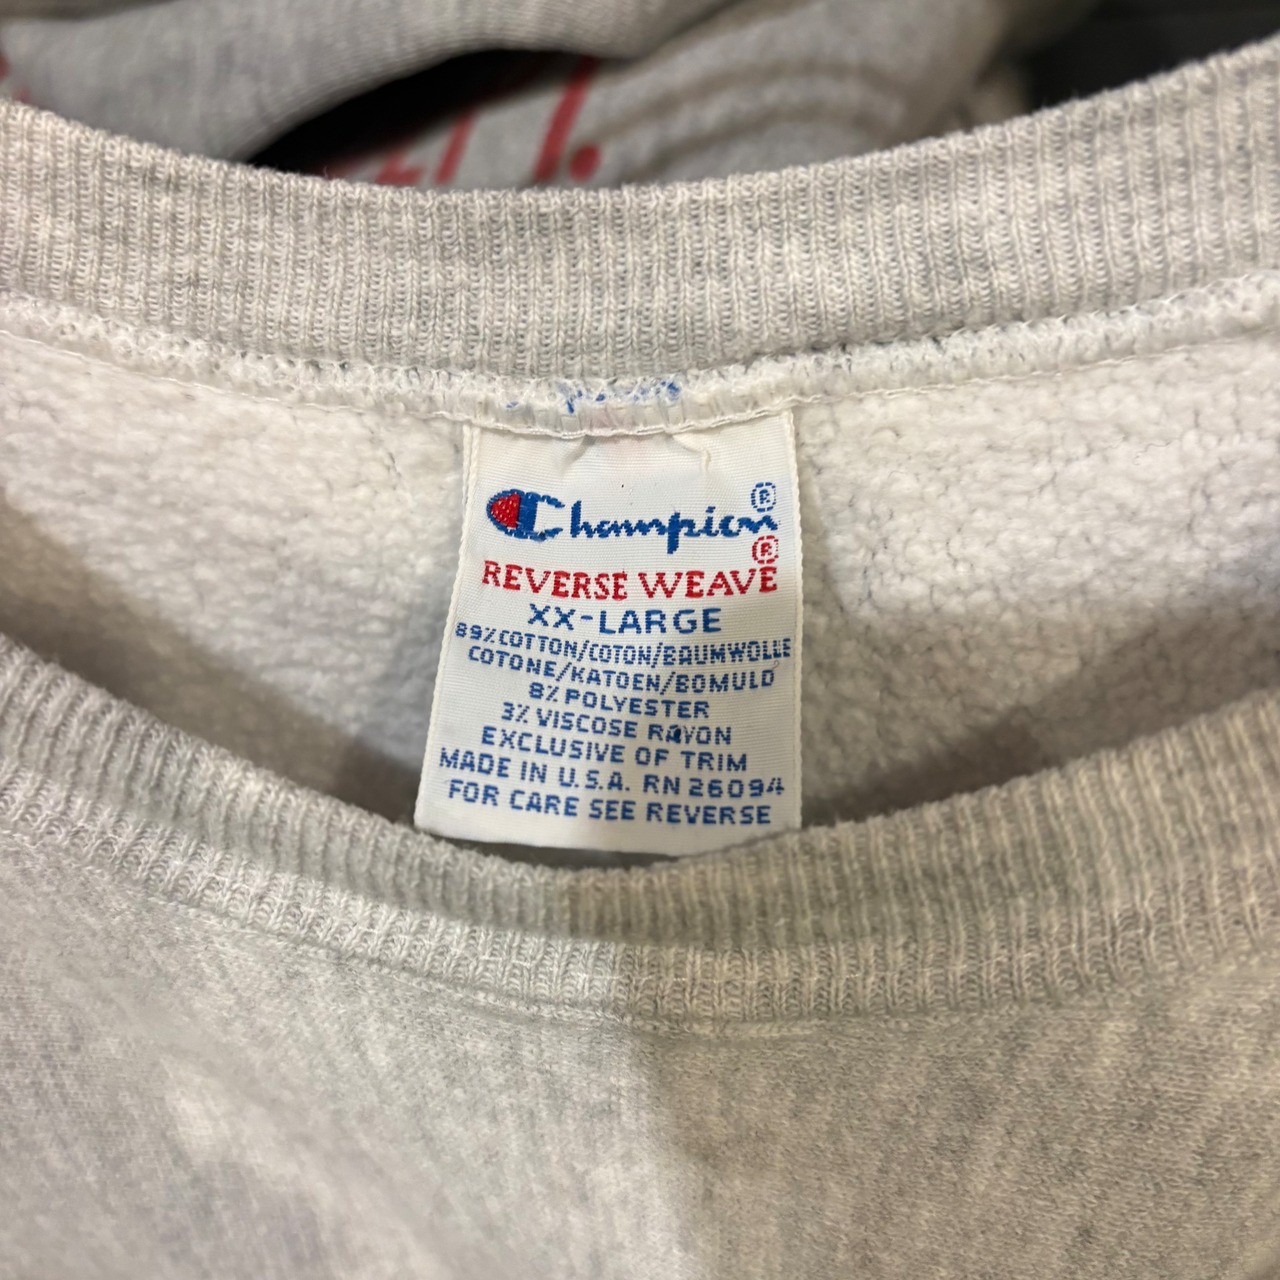 Champion®
REVERSE WEAVE®
XX-LARGE
89% COTTON/COTON/BAUMWOLLE
COTONE/KATOEN/BOMULD
8% POLYESTER
3% VISCOSE RAYON
EXCLUSIVE OF TRIM
MADE IN U.S.A. RN 26094
FOR CARE SEE REVERSE